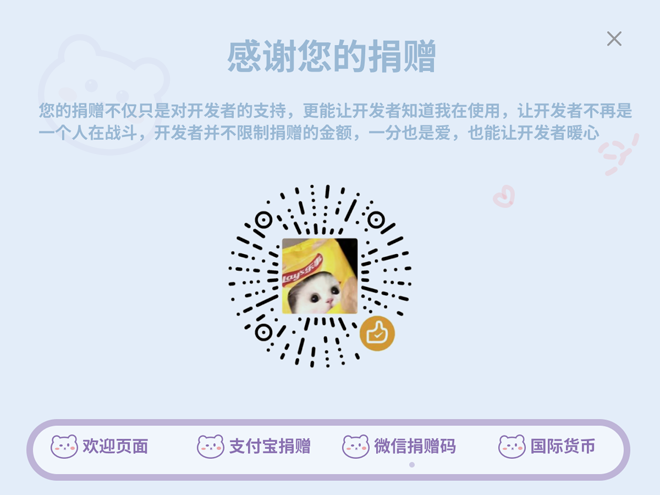 感谢您的捐赠
您的捐赠不仅只是对开发者的支持，更能让开发者知道我在使用，让开发者不再是
一个人在战斗，开发者并不限制捐赠的金额，一分也是爱，也能让开发者暖心
欢迎页面
支付宝捐赠
微信捐赠码
国际货币